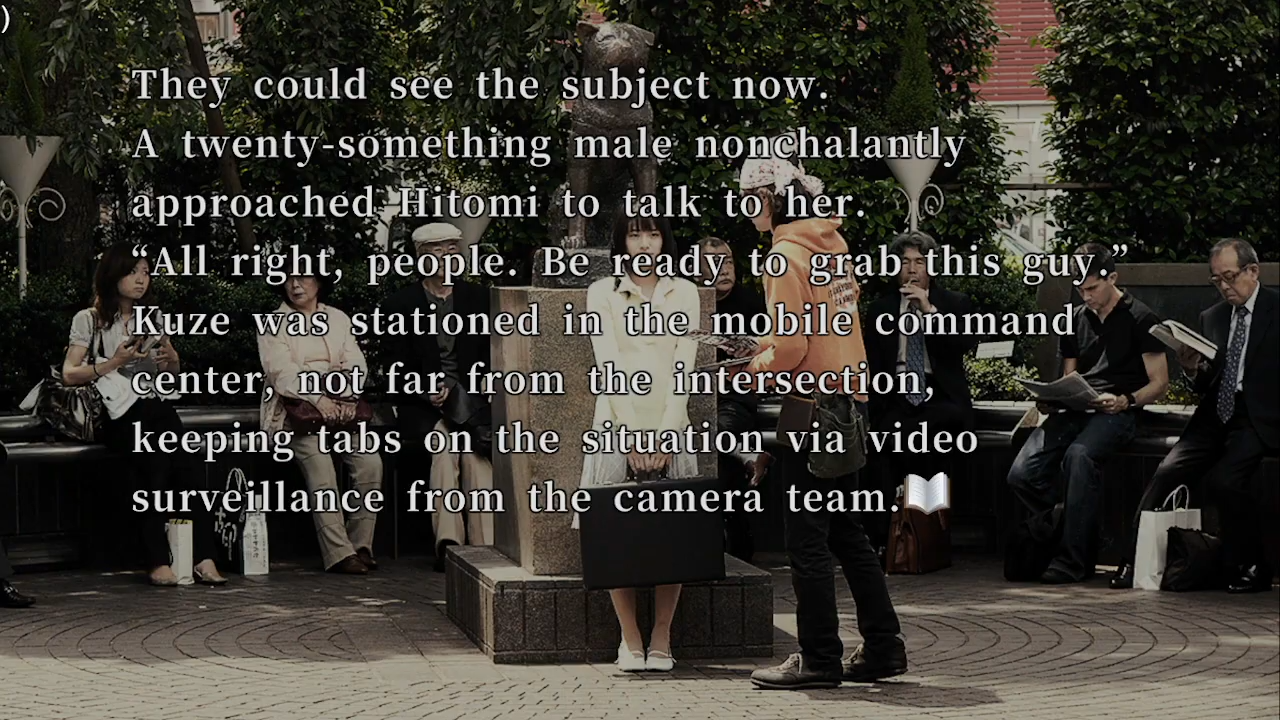 )
They could see the subject now.
A twenty-something male nonchalantly
approached Hitomi to talk to her.
“All right, people. Be ready to grab this guy.”
Kuze was stationed in the mobile command
center, not far from the intersection,
keeping tabs on the situation via video
surveillance from the camera team.